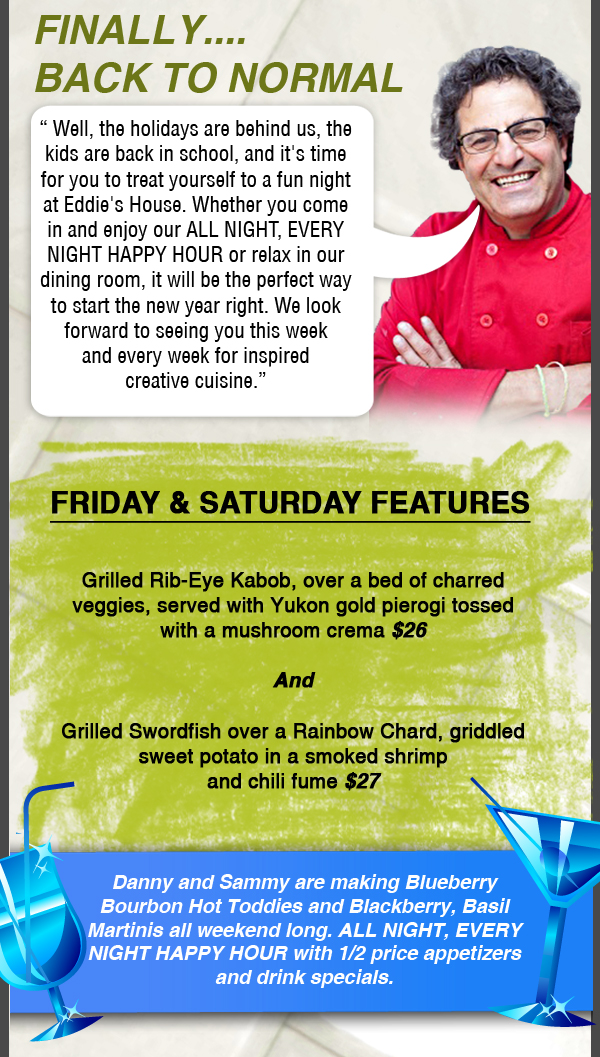 FINALLY....
BACK TO NORMAL
“ Well, the holidays are behind us, the
kids are back in school, and it's time
for you to treat yourself to a fun night
at Eddie's House. Whether you come
in and enjoy our ALL NIGHT, EVERY
NIGHT HAPPY HOUR or relax in our
dining room, it will be the perfect way
to start the new year right. We look
forward to seeing you this week
and every week for inspired
creative cuisine.”
FRIDAY & SATURDAY FEATURES
Grilled Rib-Eye Kabob, over a bed of charred
veggies, served with Yukon gold pierogi tossed
with a mushroom crema $26
And
Grilled Swordfish over a Rainbow Chard, griddled
sweet potato in a smoked shrimp
and chili fume $27
Danny and Sammy are making Blueberry
Bourbon Hot Toddies and Blackberry, Basil
Martinis all weekend long. ALL NIGHT, EVERY
NIGHT HAPPY HOUR with 1/2 price appetizers
and drink specials.